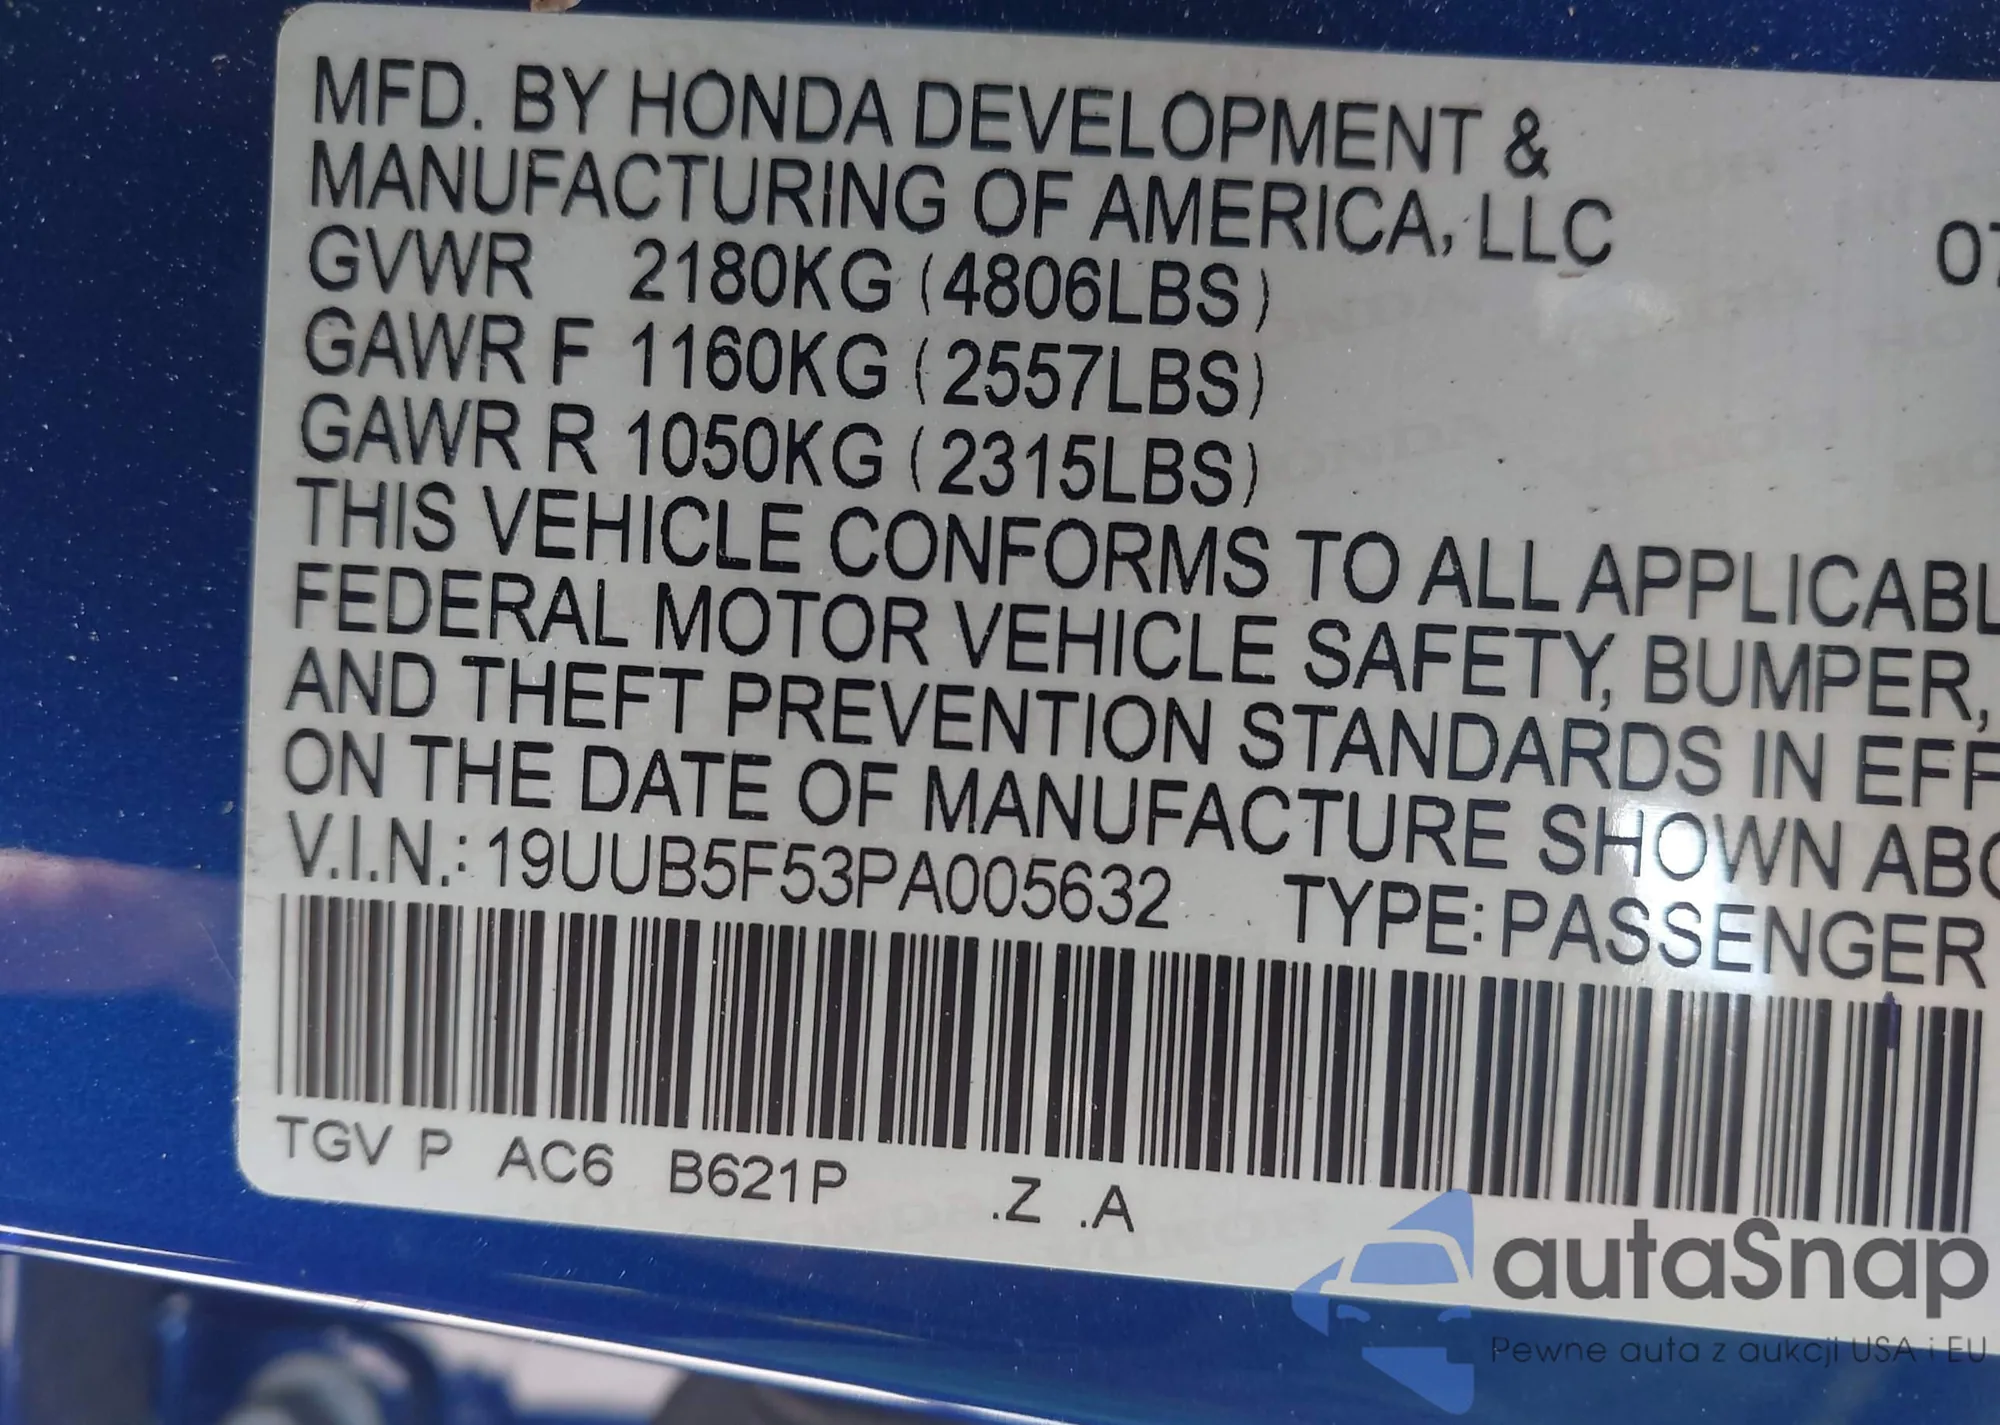 MFD. BY HONDA DEVELOPMENT &
MANUFACTURING OF AMERICA, LLC
GVWR 2180KG (4806LBS)
GAWR F 1160KG (2557LBS)
GAWR R 1050KG (2315LBS)
THIS VEHICLE CONFORMS TO ALL
FEDERAL MOTOR VEHICLE SAFETY, BUMPER,
AND THEFT PREVENTION STANDARDS IN
ON THE DATE OF MANUFACTURE SHOWN
V.I.N.: 19UUB5F53PA005632 TYPE: PASSENGER
TGV P AC6 B621P .Z .A
autaSnap
Pewne auta z aukcji USA i EU